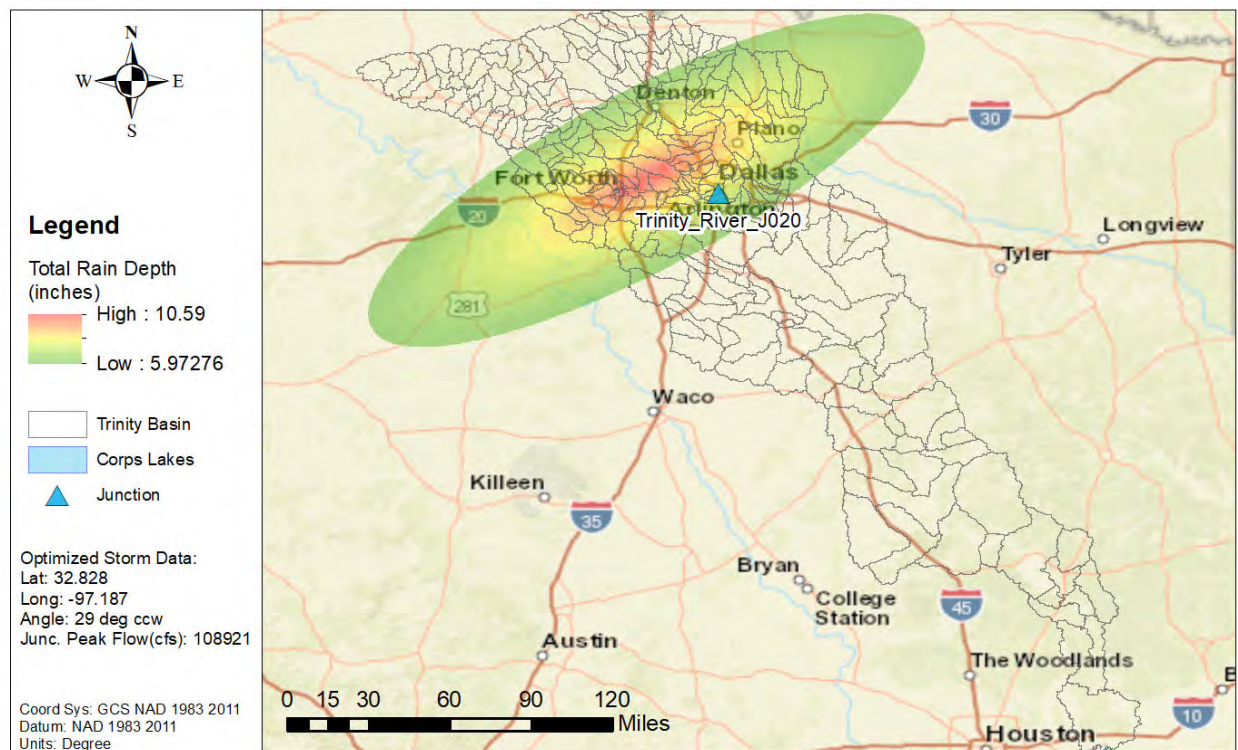 N
W E
S
Legend
Total Rain Depth
(inches)
High : 10.59
Low : 5.97276
Trinity Basin
Corps Lakes
Junction
Optimized Storm Data:
Lat: 32.828
Long: -97.187
Angle: 29 deg ccw
Junc. Peak Flow(cfs): 108921
Coord Sys: GCS NAD 1983 2011
Datum: NAD 1983 2011
Units: Degree
Denton
30
Plano
Dallas
Fort Worth
20
Arlington
Trinity_River_J020
Longview
Tyler
281
Waco
Killeen
35
Bryan
College
Station
45
Austin
The Woodlands
B
10
Houston
0 15 30 60 90 120
Miles